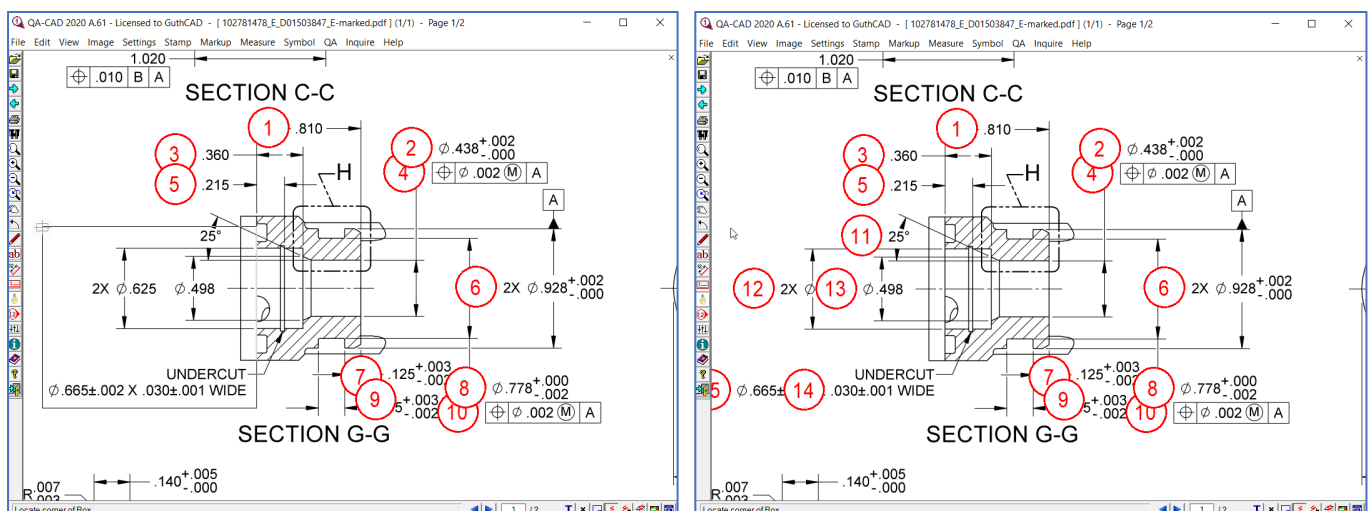 QA-CAD 2020 A.61 - Licensed to GuthCAD - [ 102781478_E_D01503847_E-marked.pdf ] (1/1) - Page 1/2
File Edit View Image Settings Stamp Markup Measure Symbol QA Inquire Help
1.020
⌖ .010 B A
SECTION C-C
1 .810
3 .360
2 ∅.438 +.002 -.000
5 .215
H
4 ⌖ ∅ .002 Ⓜ A
A
25°
2X ∅.625
∅.498
6 2X ∅.928 +.002 -.000
UNDERCUT
∅.665±.002 X .030±.001 WIDE
7 .125 +.003
8 ∅.778 +.000 -.002
9 +.003 -.002
10 ⌖ ∅ .002 Ⓜ A
SECTION G-G
.140 +.005 -.000
R .007
Locate corner of Box
1 /2
QA-CAD 2020 A.61 - Licensed to GuthCAD - [ 102781478_E_D01503847_E-marked.pdf ] (1/1) - Page 1/2
File Edit View Image Settings Stamp Markup Measure Symbol QA Inquire Help
1.020
⌖ .010 B A
SECTION C-C
1 .810
3 .360
2 ∅.438 +.002 -.000
5 .215
H
4 ⌖ ∅ .002 Ⓜ A
A
11 25°
12 2X ∅ 13 ∅.498
6 2X ∅.928 +.002 -.000
UNDERCUT
∅.665± 14 .030±.001 WIDE
7 .125 +.003
8 ∅.778 +.000 -.002
9 +.003 -.002
10 ⌖ ∅ .002 Ⓜ A
SECTION G-G
.140 +.005 -.000
R .007
Locate corner of Box
1 /2